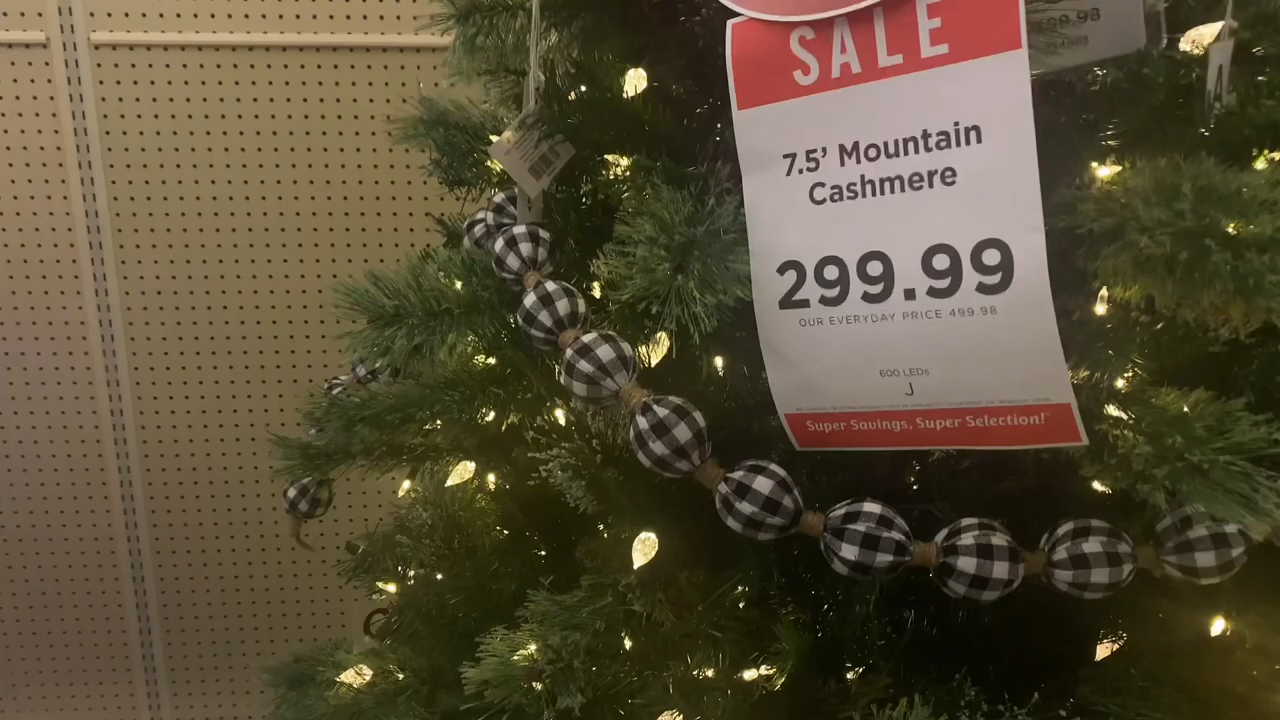 SALE
7.5' Mountain
Cashmere
299.99
OUR EVERYDAY PRICE 499.98
600 LEDs
J
Super Savings, Super Selection!